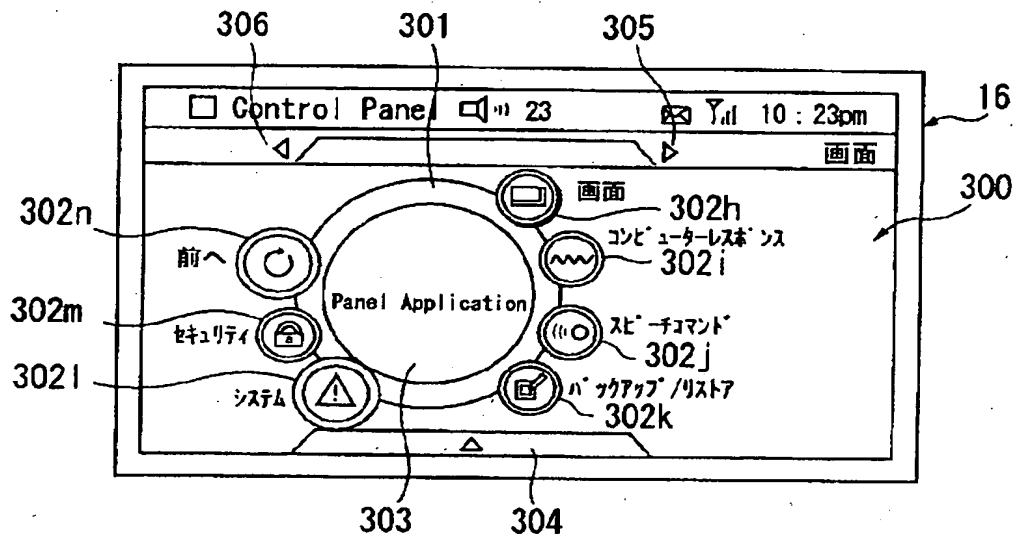 306 301 305
□ Control Panel 23 10:23pm
16
画面
画面
302h
300
302n
コンピューターレスポンス
前へ
302i
Panel Application
302m
スピーチコマンド
セキュリティ
302j
302l
システム
バックアップ/リストア
302k
303 304